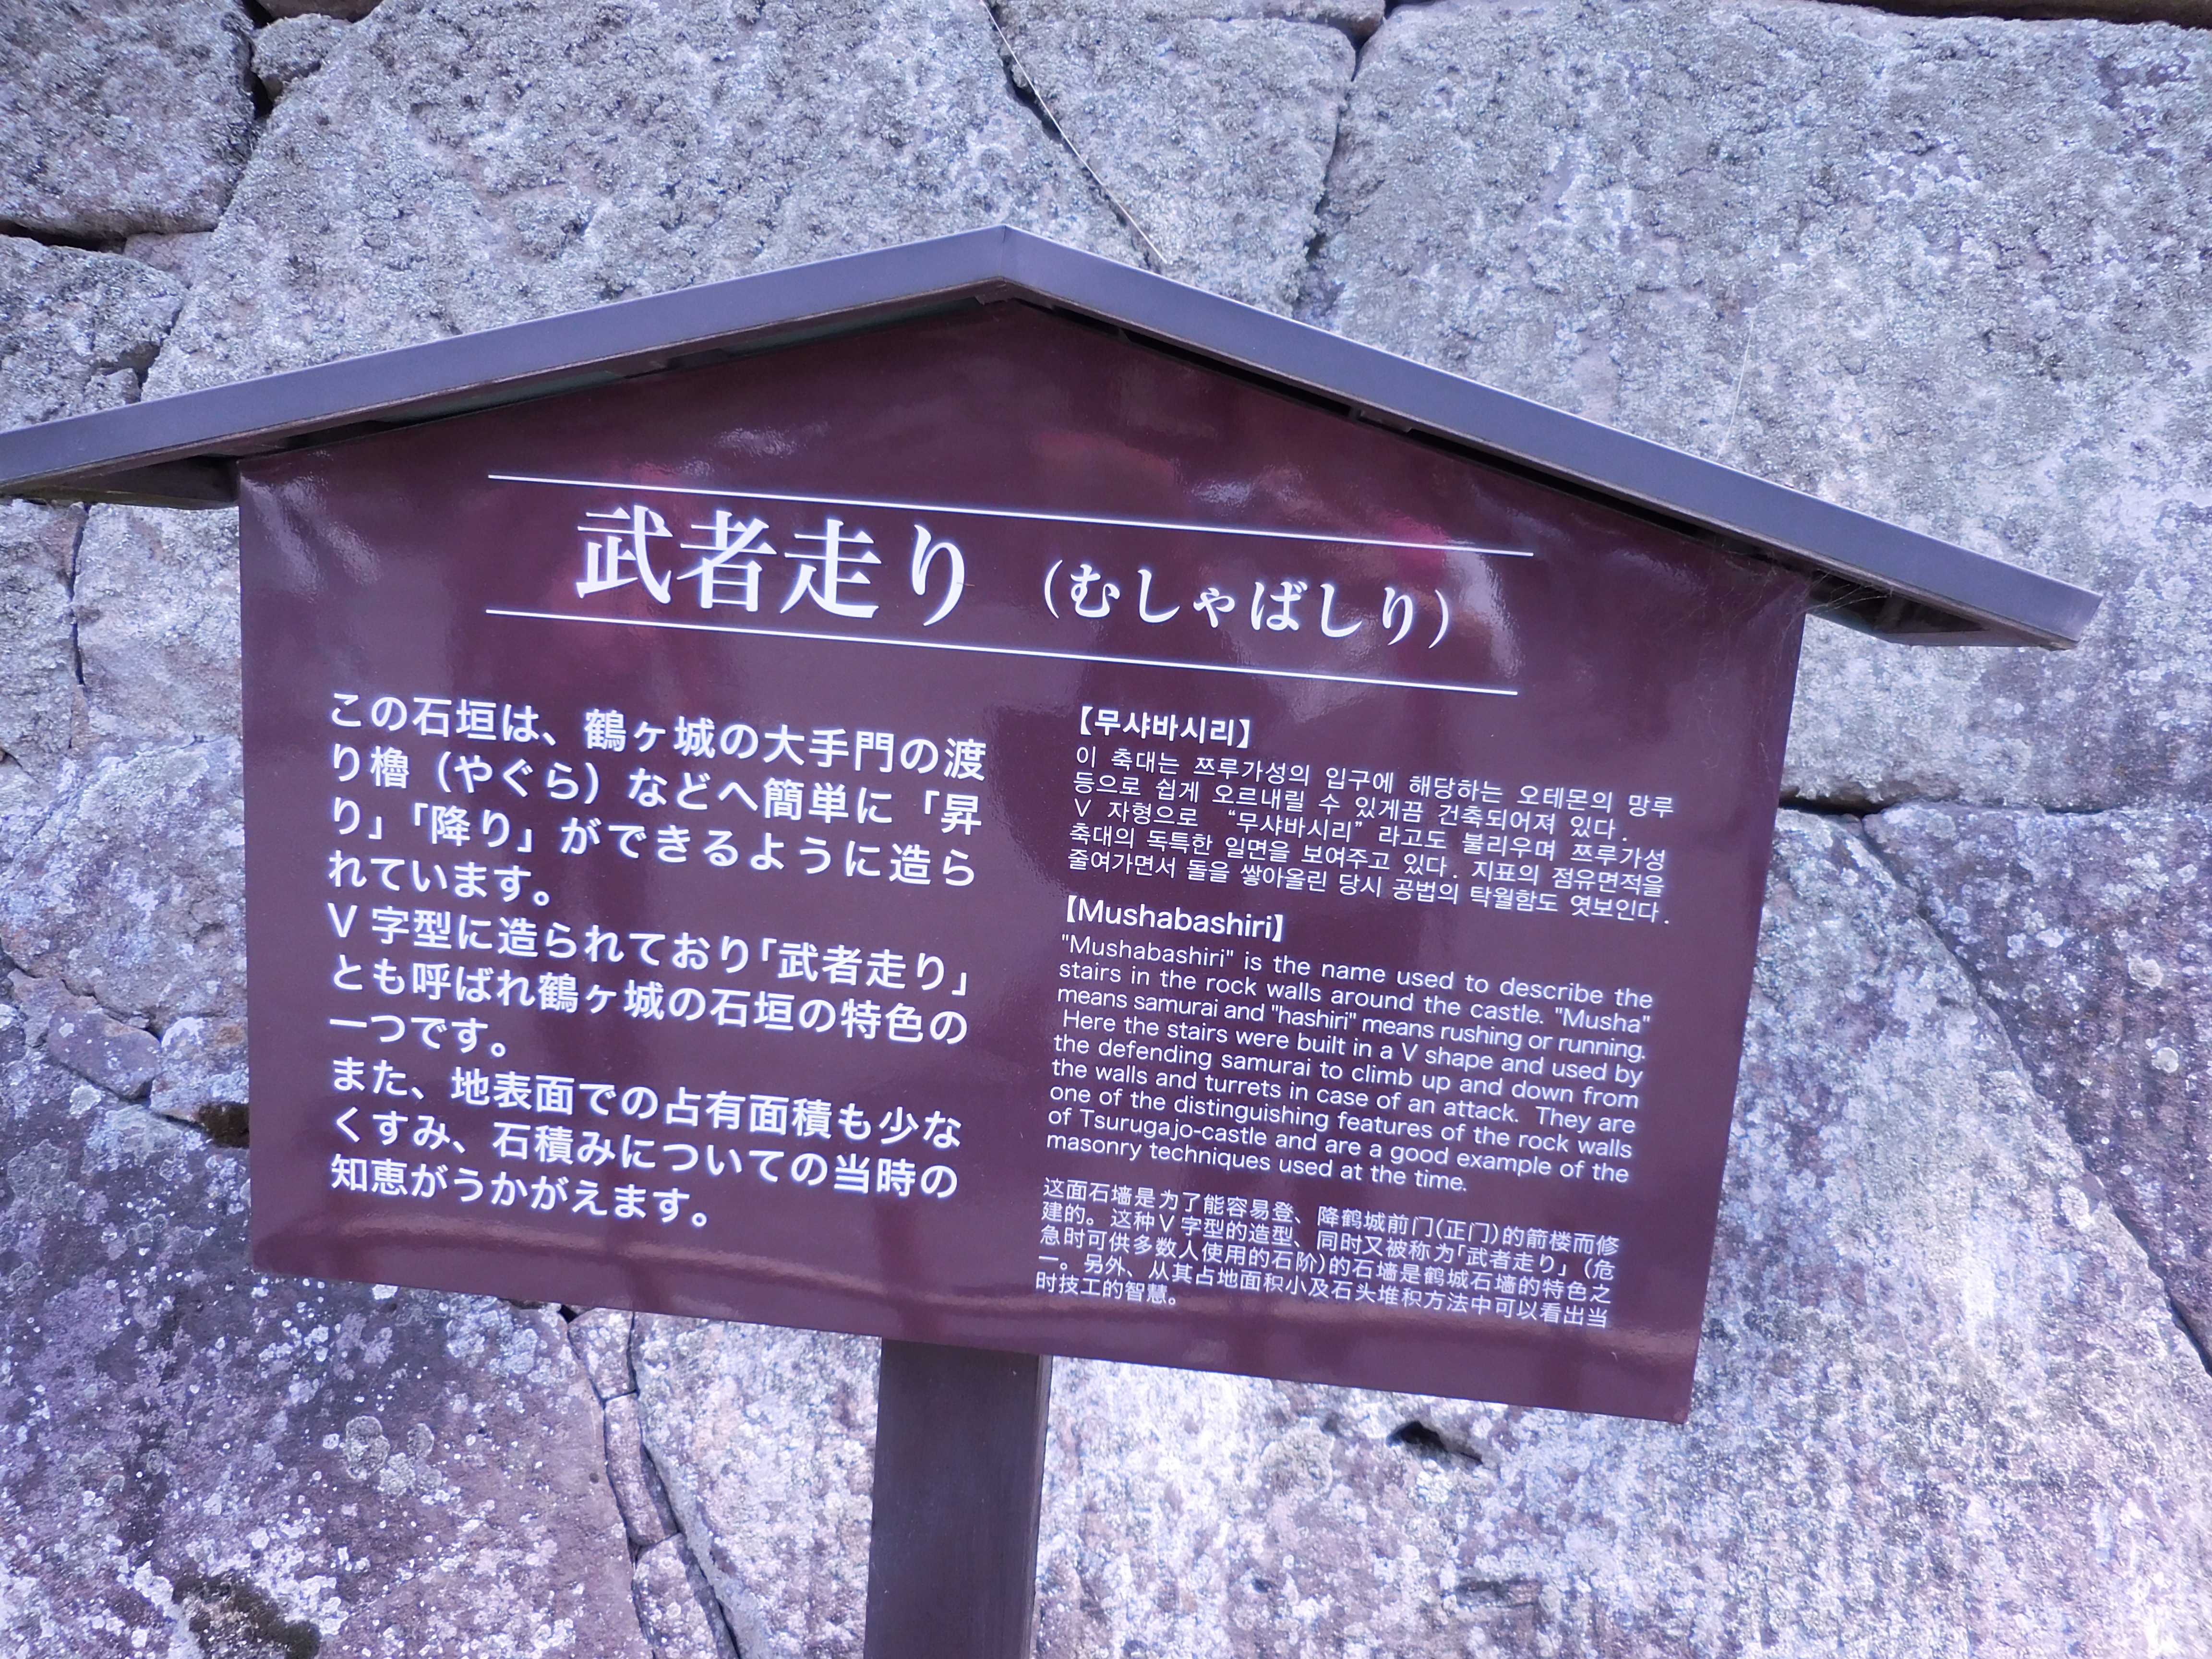 武者走り（むしゃばしり）
この石垣は、鶴ヶ城の大手門の渡
り櫓（やぐら）などへ簡単に「昇
り」「降り」ができるように造ら
れています。
V字型に造られており「武者走り」
とも呼ばれ鶴ヶ城の石垣の特色の
一つです。
また、地表面での占有面積も少な
くすみ、石積みについての当時の
知恵がうかがえます。
【무샤바시리】
이 축대는 쯔루가성의 입구에 해당하는 오테몬의 망루
등으로 쉽게 오르내릴 수 있게끔 건축되어져 있다.
V 자형으로 “무샤바시리”라고도 불리우며 쯔루가성
축대의 독특한 일면을 보여주고 있다. 지표의 점유면적을
줄여가면서 돌을 쌓아올린 당시 공법의 탁월함도 엿보인다.
【Mushabashiri】
"Mushabashiri" is the name used to describe the
stairs in the rock walls around the castle. "Musha"
means samurai and "hashiri" means rushing or running.
Here the stairs were built in a V shape and used by
the defending samurai to climb up and down from
the walls and turrets in case of an attack. They are
one of the distinguishing features of the rock walls
of Tsurugajo-castle and are a good example of the
masonry techniques used at the time.
这面石墙是为了能容易登、降鹤城前门(正门)的箭楼而修
建的。这种V字型的造型、同时又被称为｢武者走り｣（危
急时可供多数人使用的石阶)的石墙是鹤城石墙的特色之
一。另外、从其占地面积小及石头堆积方法中可以看出当
时技工的智慧。